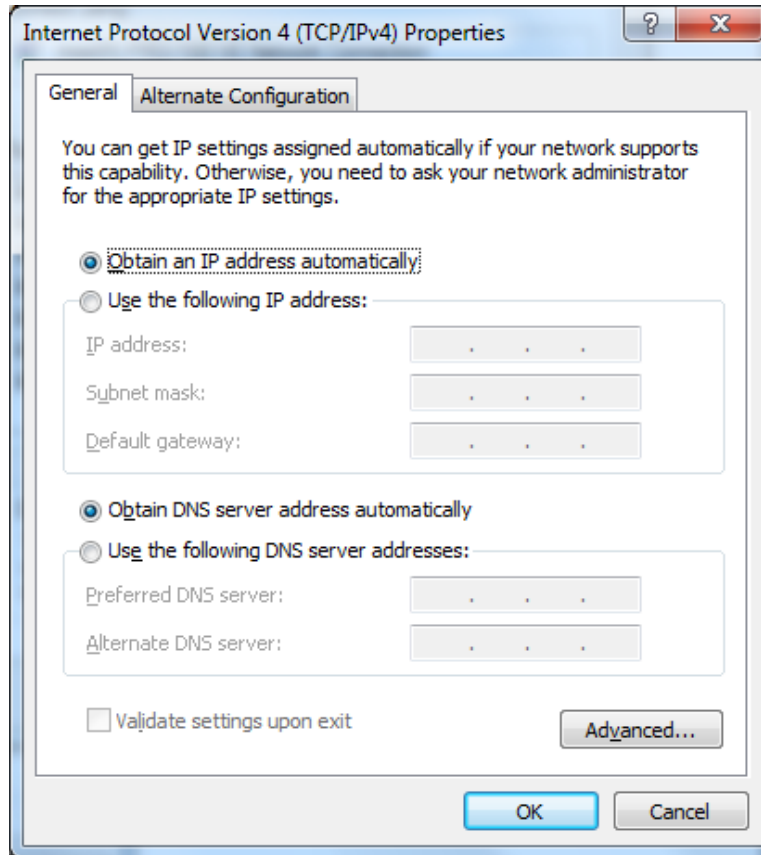 Internet Protocol Version 4 (TCP/IPv4) Properties
?
X
General
Alternate Configuration
You can get IP settings assigned automatically if your network supports
this capability. Otherwise, you need to ask your network administrator
for the appropriate IP settings.
Obtain an IP address automatically
Use the following IP address:
IP address: . . .
Subnet mask: . . .
Default gateway: . . .
Obtain DNS server address automatically
Use the following DNS server addresses:
Preferred DNS server: . . .
Alternate DNS server: . . .
Validate settings upon exit
Advanced...
OK
Cancel